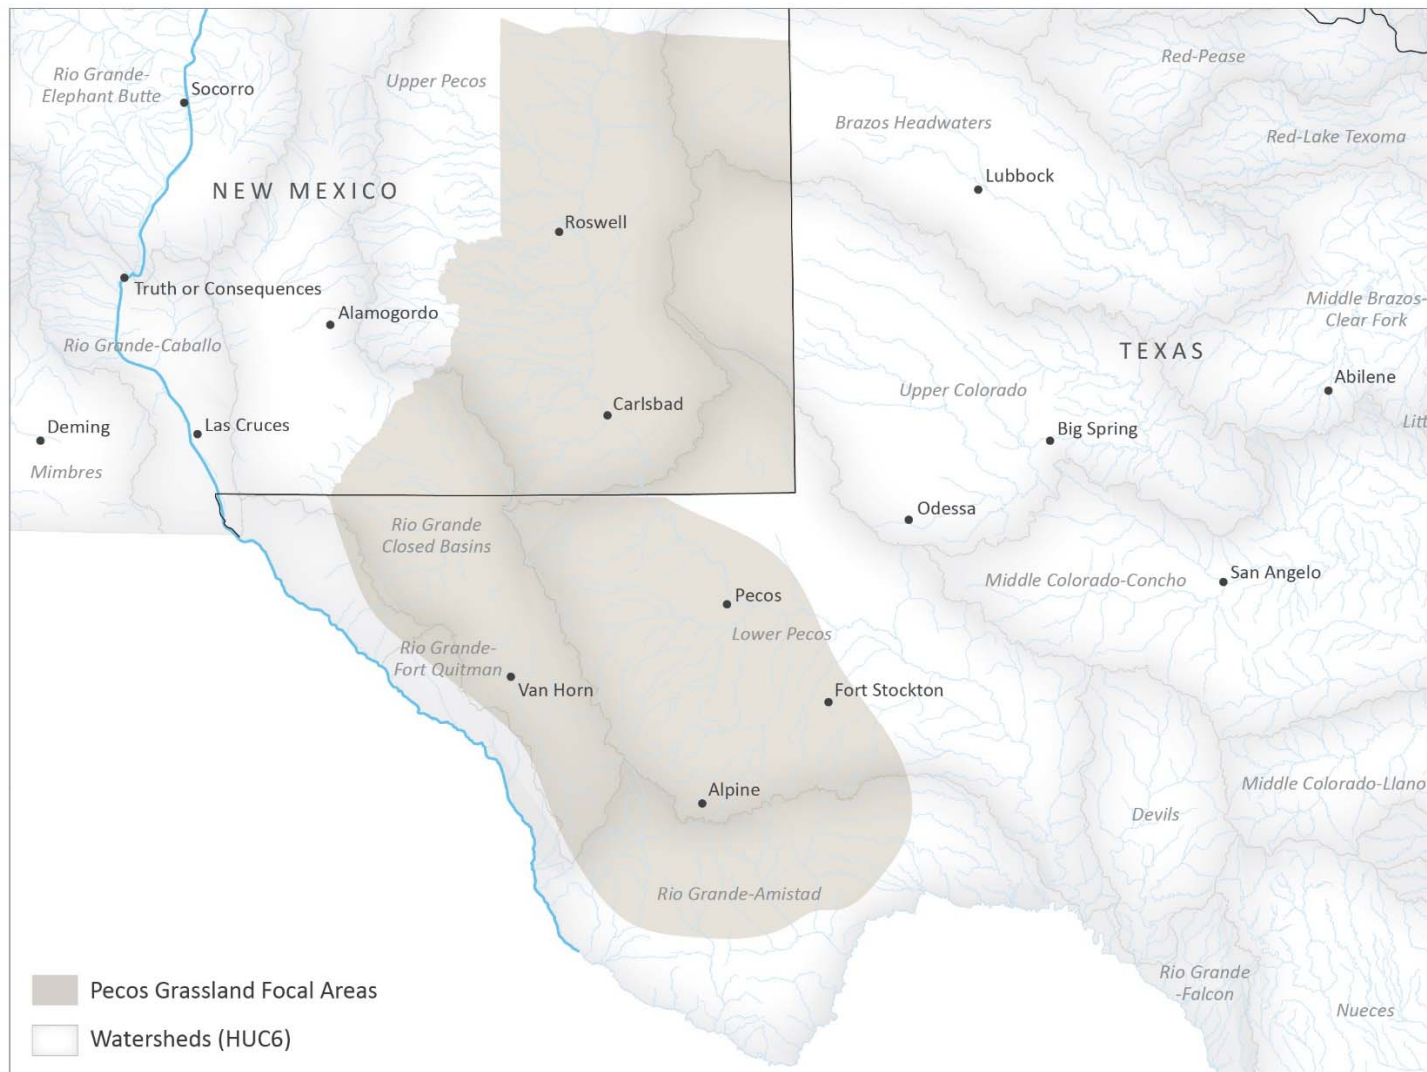 Rio Grande-
Elephant Butte
Socorro
Upper Pecos
Red-Pease
Brazos Headwaters
Red-Lake Texoma
NEW MEXICO
Lubbock
Roswell
Truth or Consequences
Alamogordo
Middle Brazos-
Clear Fork
Rio Grande-Caballo
TEXAS
Upper Colorado
Abilene
Carlsbad
Deming
Las Cruces
Big Spring
Litt
Mimbres
Odessa
Rio Grande
Closed Basins
Middle Colorado-Concho
San Angelo
Pecos
Lower Pecos
Rio Grande-
Fort Quitman
Van Horn
Fort Stockton
Alpine
Middle Colorado-Llano
Devils
Rio Grande-Amistad
Rio Grande
-Falcon
Nueces
Pecos Grassland Focal Areas
Watersheds (HUC6)